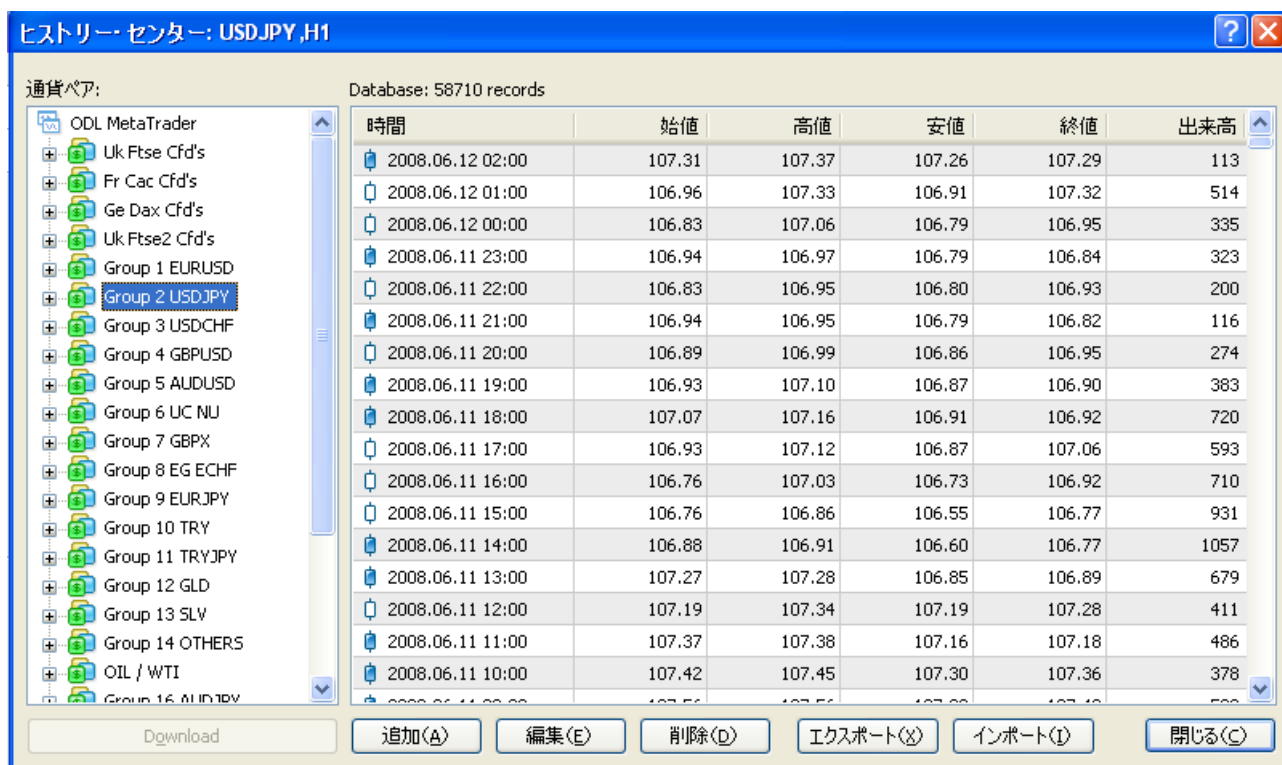 ヒストリー・センター: USDJPY,H1
通貨ペア:
Database: 58710 records
ODL MetaTrader
Uk Ftse Cfd's
Fr Cac Cfd's
Ge Dax Cfd's
Uk Ftse2 Cfd's
Group 1 EURUSD
Group 2 USDJPY
Group 3 USDCHF
Group 4 GBPUSD
Group 5 AUDUSD
Group 6 UC NU
Group 7 GBPX
Group 8 EG ECHF
Group 9 EURJPY
Group 10 TRY
Group 11 TRYJPY
Group 12 GLD
Group 13 SLV
Group 14 OTHERS
OIL / WTI
Group 16 AUDJPY
時間 始値 高値 安値 終値 出来高
2008.06.12 02:00 107.31 107.37 107.26 107.29 113
2008.06.12 01:00 106.96 107.33 106.91 107.32 514
2008.06.12 00:00 106.83 107.06 106.79 106.95 335
2008.06.11 23:00 106.94 106.97 106.79 106.84 323
2008.06.11 22:00 106.83 106.95 106.80 106.93 200
2008.06.11 21:00 106.94 106.95 106.79 106.82 116
2008.06.11 20:00 106.89 106.99 106.86 106.95 274
2008.06.11 19:00 106.93 107.10 106.87 106.90 383
2008.06.11 18:00 107.07 107.16 106.91 106.92 720
2008.06.11 17:00 106.93 107.12 106.87 107.06 593
2008.06.11 16:00 106.76 107.03 106.73 106.92 710
2008.06.11 15:00 106.76 106.86 106.55 106.77 931
2008.06.11 14:00 106.88 106.91 106.60 106.77 1057
2008.06.11 13:00 107.27 107.28 106.85 106.89 679
2008.06.11 12:00 107.19 107.34 107.19 107.28 411
2008.06.11 11:00 107.37 107.38 107.16 107.18 486
2008.06.11 10:00 107.42 107.45 107.30 107.36 378
Download 追加(A) 編集(E) 削除(D) エクスポート(X) インポート(I) 閉じる(C)